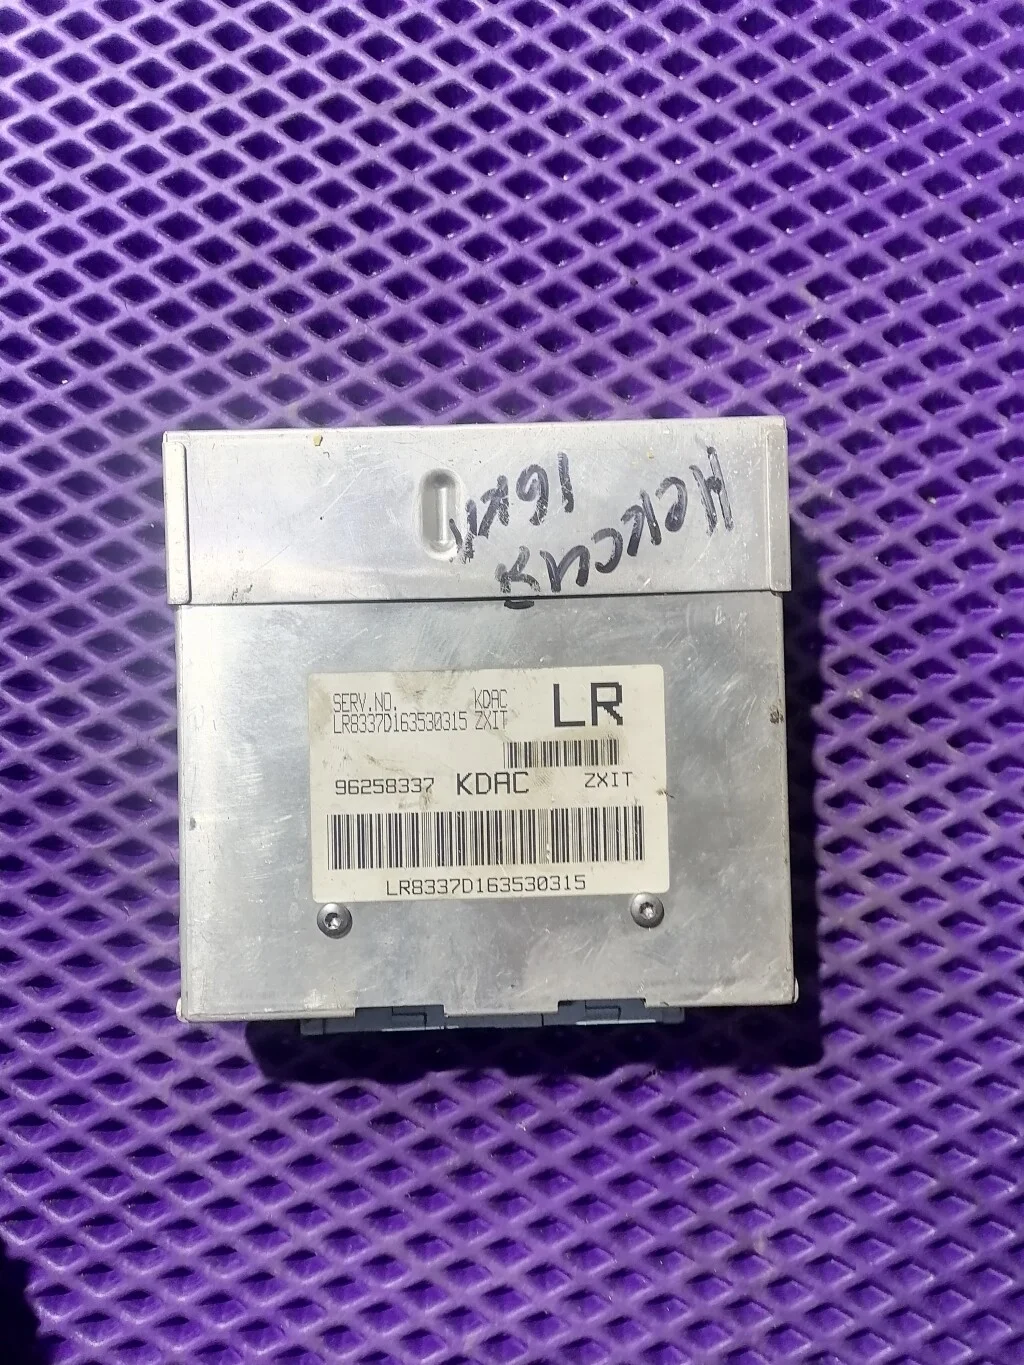 Нексия
16кл
SERV.NO. KDAC
LR8337D163530315 ZXIT
LR
96258337 KDAC ZXIT
LR8337D163530315